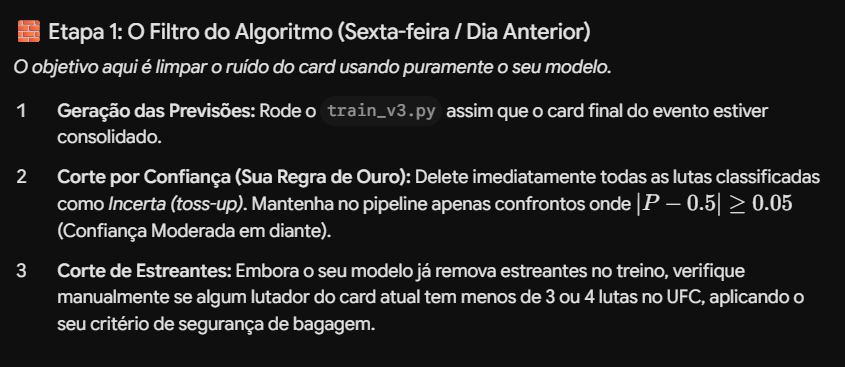 🧱 Etapa 1: O Filtro do Algoritmo (Sexta-feira / Dia Anterior)
O objetivo aqui é limpar o ruído do card usando puramente o seu modelo.
1 Geração das Previsões: Rode o train_v3.py assim que o card final do evento estiver
consolidado.
2 Corte por Confiança (Sua Regra de Ouro): Delete imediatamente todas as lutas classificadas
como Incerta (toss-up). Mantenha no pipeline apenas confrontos onde |P − 0.5| ≥ 0.05
(Confiança Moderada em diante).
3 Corte de Estreantes: Embora o seu modelo já remova estreantes no treino, verifique
manualmente se algum lutador do card atual tem menos de 3 ou 4 lutas no UFC, aplicando o
seu critério de segurança de bagagem.